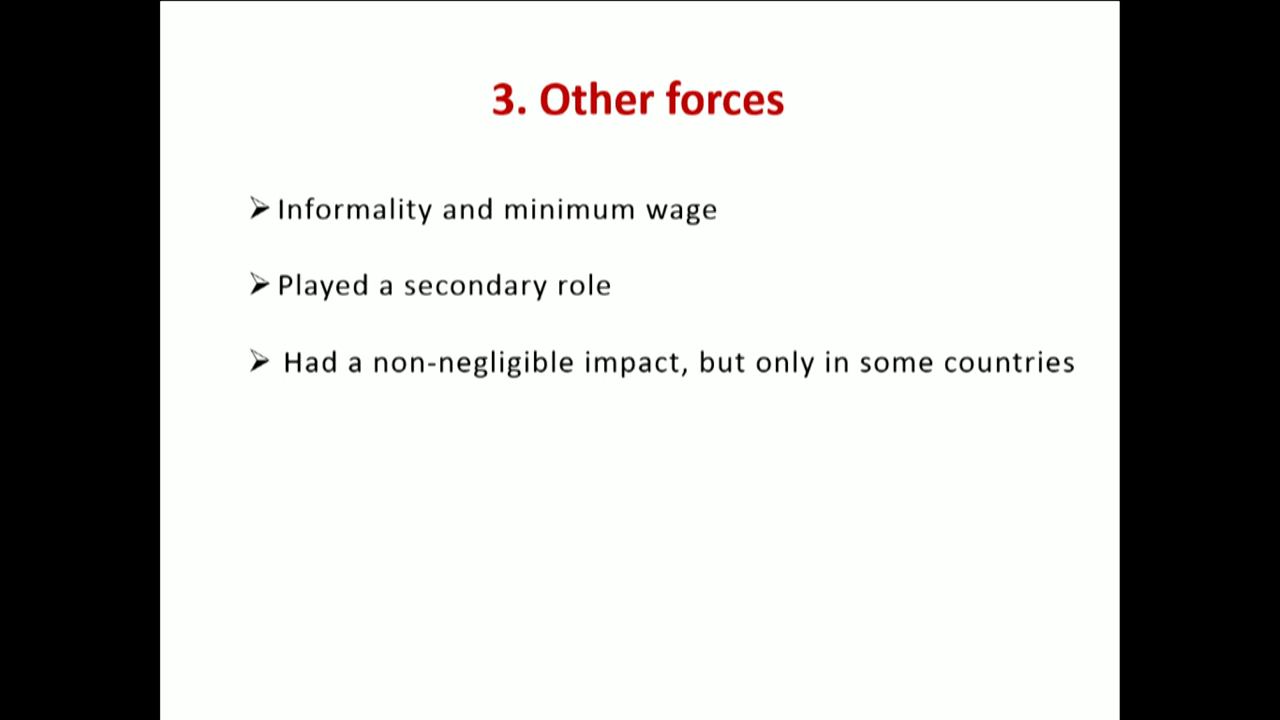 3. Other forces
➢ Informality and minimum wage
➢ Played a secondary role
➢ Had a non-negligible impact, but only in some countries